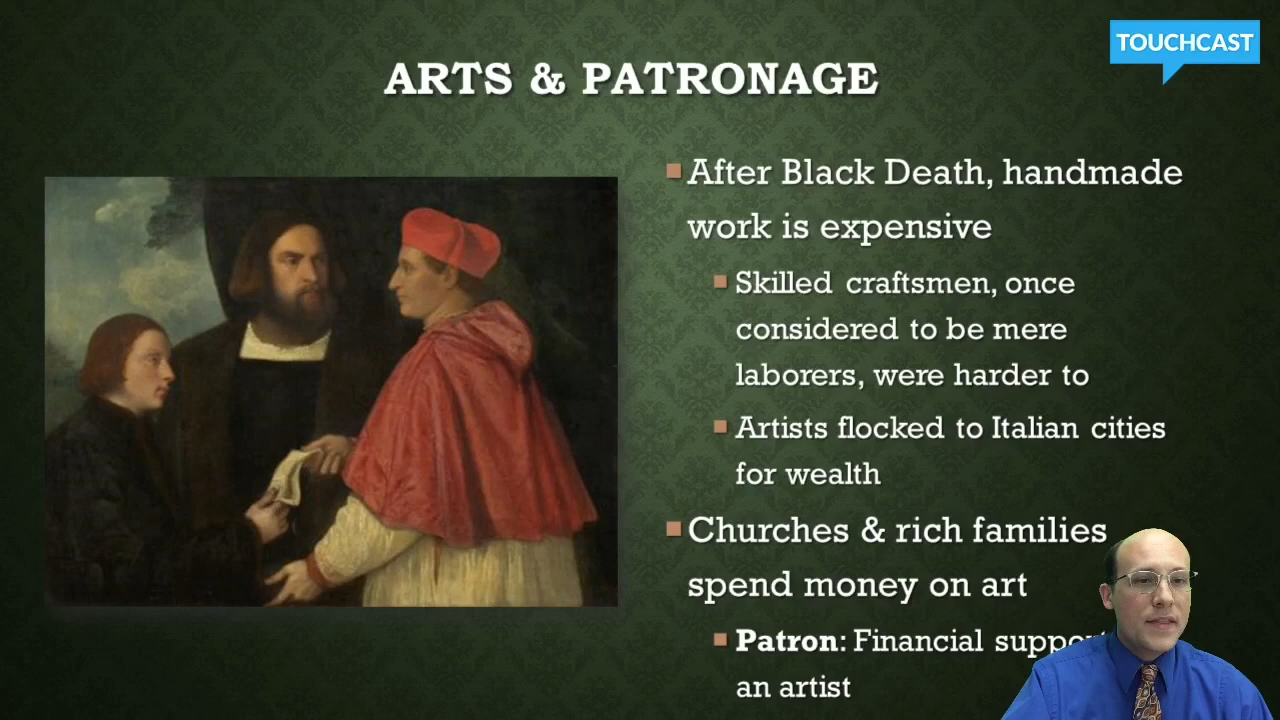 TOUCHCAST
ARTS & PATRONAGE
After Black Death, handmade
work is expensive
Skilled craftsmen, once
considered to be mere
laborers, were harder to
Artists flocked to Italian cities
for wealth
Churches & rich families
spend money on art
Patron: Financial
an artist